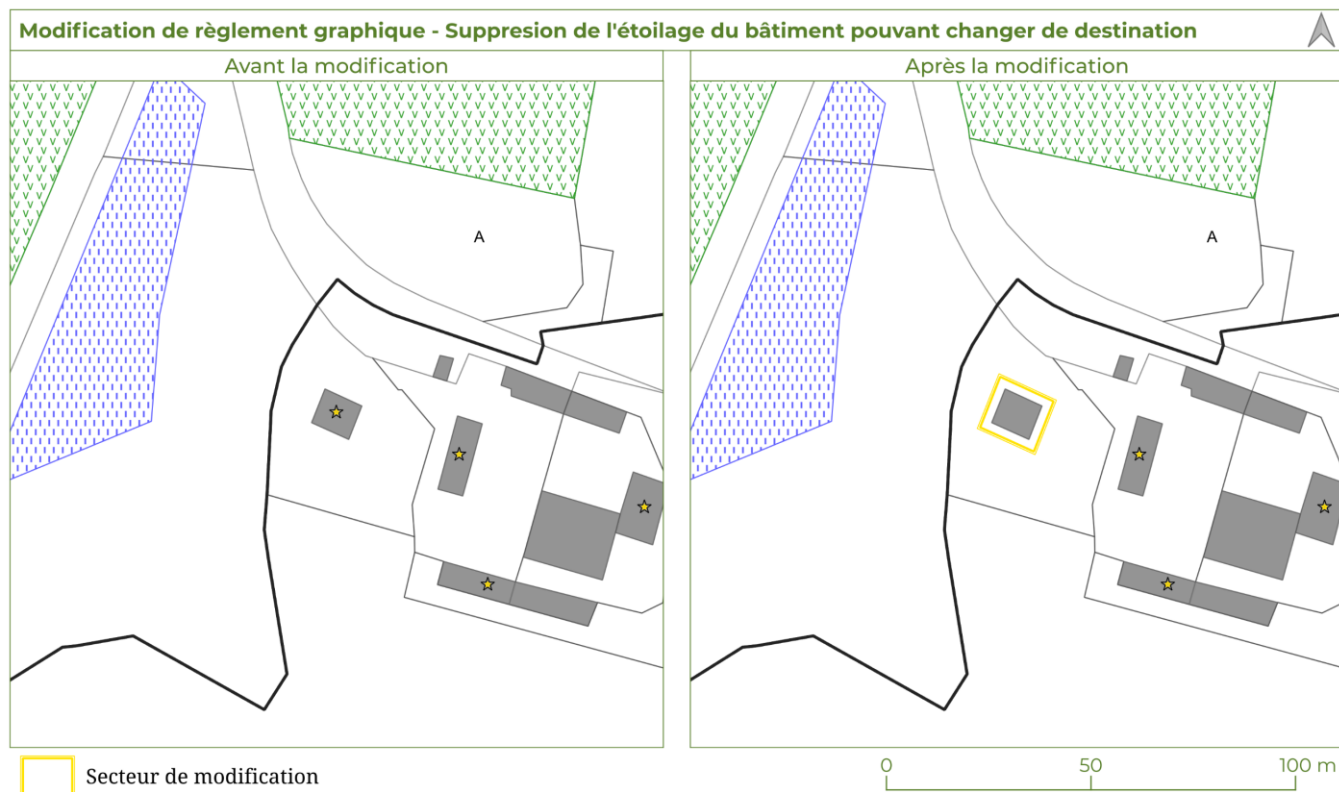 Modification de règlement graphique - Suppresion de l'étoilage du bâtiment pouvant changer de destination
Avant la modification
Après la modification
A
A
Secteur de modification
0 50 100 m